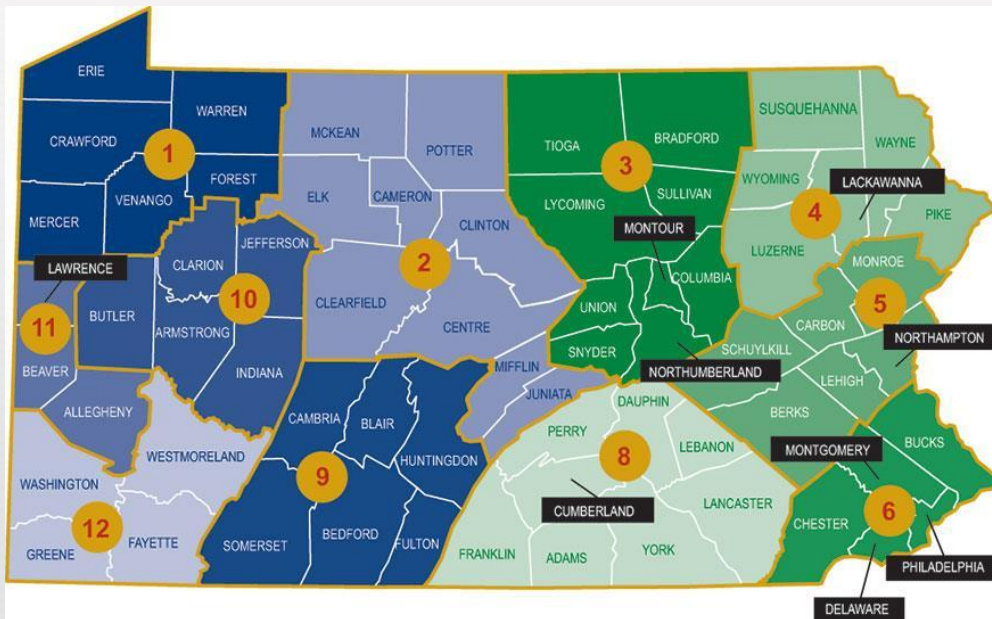 ERIE
WARREN
CRAWFORD
1
FOREST
VENANGO
MERCER
MCKEAN
POTTER
ELK
CAMERON
CLINTON
2
CLEARFIELD
CENTRE
MIFFLIN
JUNIATA
TIOGA
BRADFORD
3
LYCOMING
SULLIVAN
MONTOUR
COLUMBIA
UNION
SNYDER
NORTHUMBERLAND
SUSQUEHANNA
WAYNE
WYOMING
LACKAWANNA
4
PIKE
LUZERNE
MONROE
5
CARBON
NORTHAMPTON
SCHUYLKILL
LEHIGH
BERKS
MONTGOMERY
BUCKS
6
CHESTER
PHILADELPHIA
DELAWARE
DAUPHIN
PERRY
8
LEBANON
CUMBERLAND
LANCASTER
FRANKLIN
ADAMS
YORK
CAMBRIA
BLAIR
HUNTINGDON
9
SOMERSET
BEDFORD
FULTON
JEFFERSON
CLARION
10
BUTLER
ARMSTRONG
INDIANA
LAWRENCE
11
BEAVER
ALLEGHENY
WESTMORELAND
WASHINGTON
12
GREENE
FAYETTE